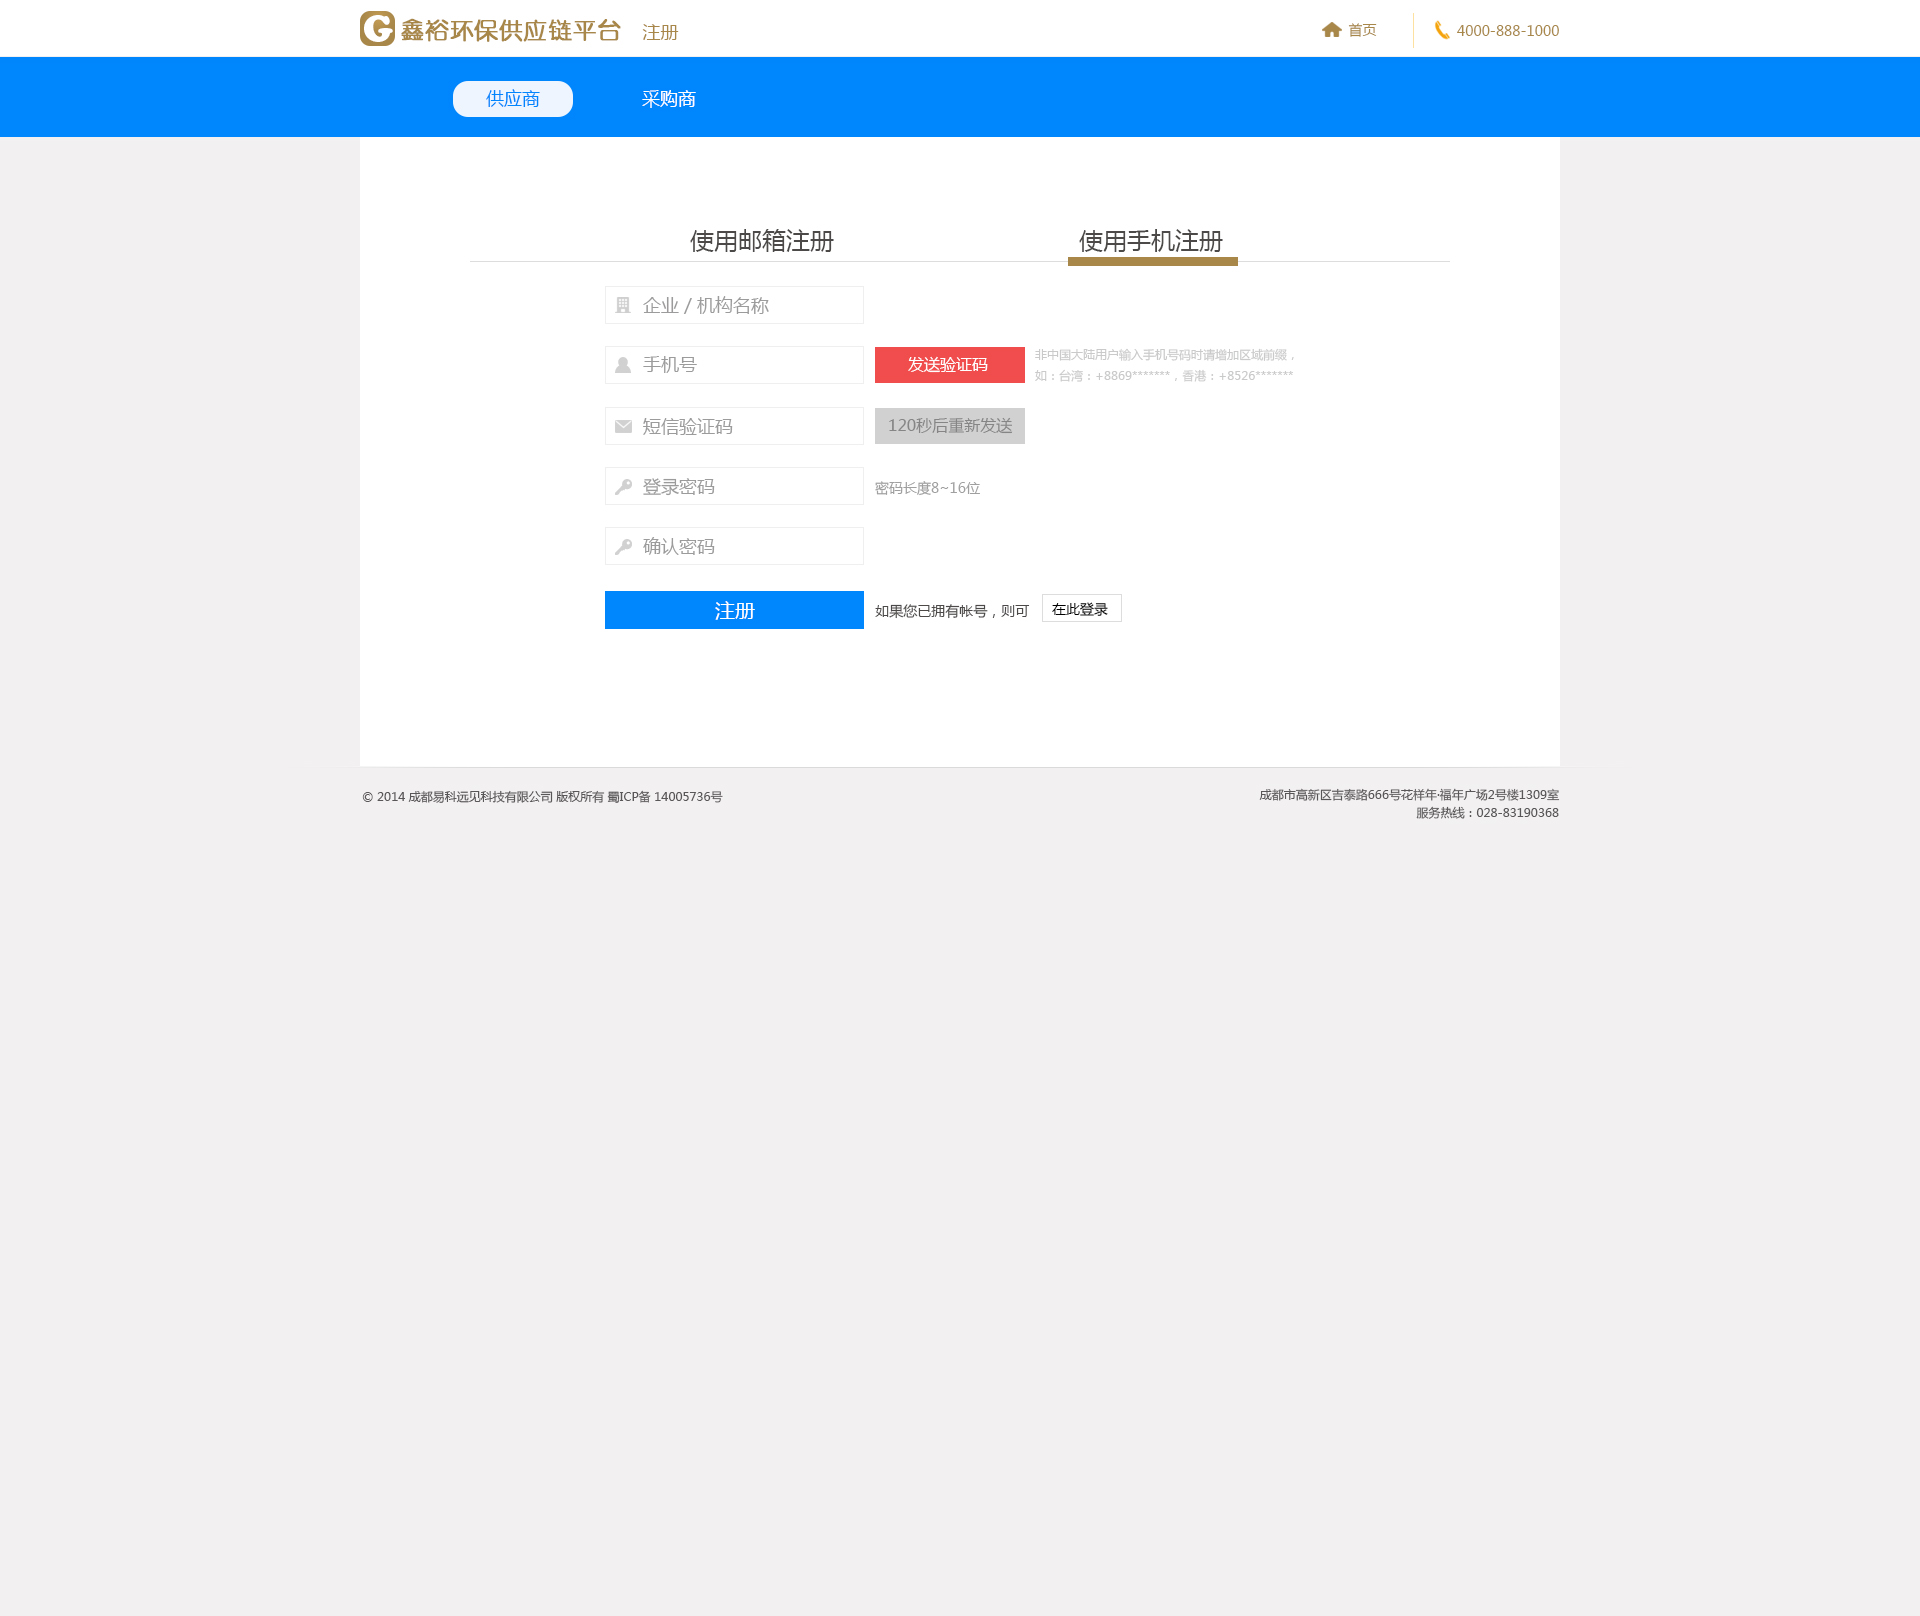 鑫裕环保供应链平台 注册 首页 4000-888-1000
供应商 采购商
使用邮箱注册 使用手机注册
企业 / 机构名称
手机号 发送验证码 非中国大陆用户输入手机号码时请增加区域前缀，
如：台湾：+8869*******，香港：+8526*******
短信验证码 120秒后重新发送
登录密码 密码长度8~16位
确认密码
注册 如果您已拥有帐号，则可 在此登录
© 2014 成都易科远见科技有限公司 版权所有 蜀ICP备 14005736号
成都市高新区吉泰路666号花样年·福年广场2号楼1309室
服务热线：028-83190368